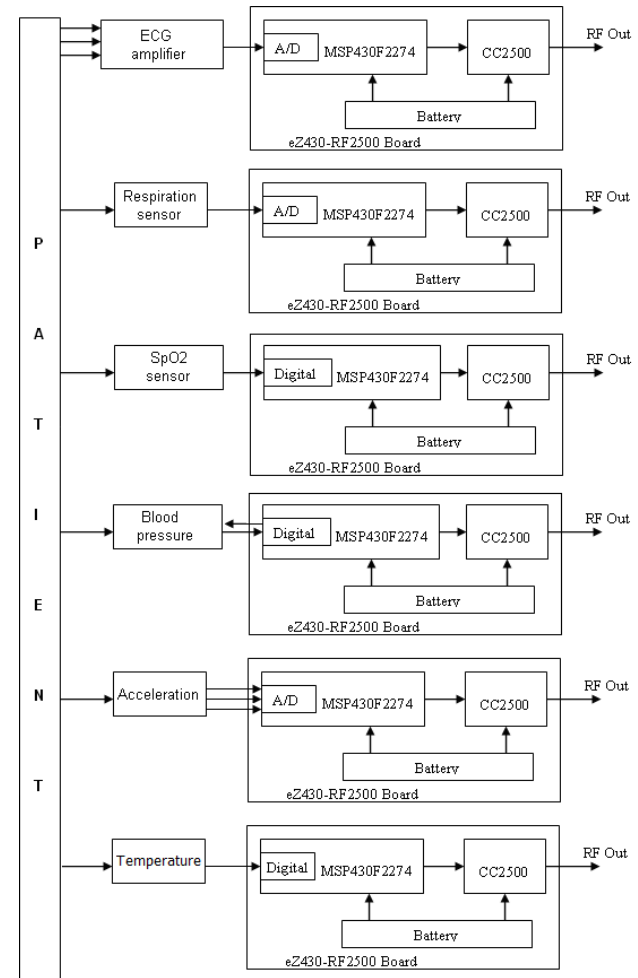 P
A
T
I
E
N
T
ECG
amplifier
A/D
MSP430F2274
CC2500
RF Out
Battery
eZ430-RF2500 Board
Respiration
sensor
A/D
MSP430F2274
CC2500
RF Out
Battery
eZ430-RF2500 Board
SpO2
sensor
Digital
MSP430F2274
CC2500
RF Out
Battery
eZ430-RF2500 Board
Blood
pressure
Digital
MSP430F2274
CC2500
RF Out
Battery
eZ430-RF2500 Board
Acceleration
A/D
MSP430F2274
CC2500
RF Out
Battery
eZ430-RF2500 Board
Temperature
Digital
MSP430F2274
CC2500
RF Out
Battery
eZ430-RF2500 Board